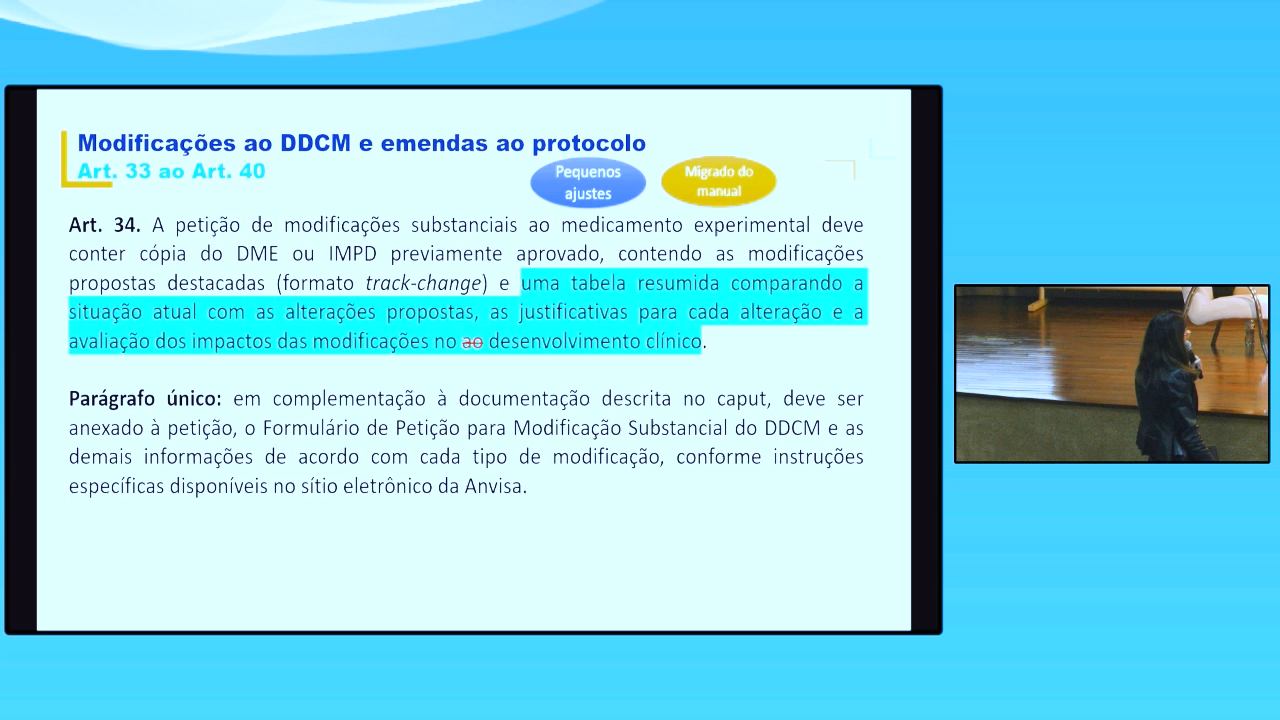 Modificações ao DDCM e emendas ao protocolo
Art. 33 ao Art. 40
Pequenos
ajustes
Migrado do
manual
Art. 34. A petição de modificações substanciais ao medicamento experimental deve
conter cópia do DME ou IMPD previamente aprovado, contendo as modificações
propostas destacadas (formato track-change) e uma tabela resumida comparando a
situação atual com as alterações propostas, as justificativas para cada alteração e a
avaliação dos impactos das modificações no ao desenvolvimento clínico.
Parágrafo único: em complementação à documentação descrita no caput, deve ser
anexado à petição, o Formulário de Petição para Modificação Substancial do DDCM e as
demais informações de acordo com cada tipo de modificação, conforme instruções
específicas disponíveis no sítio eletrônico da Anvisa.